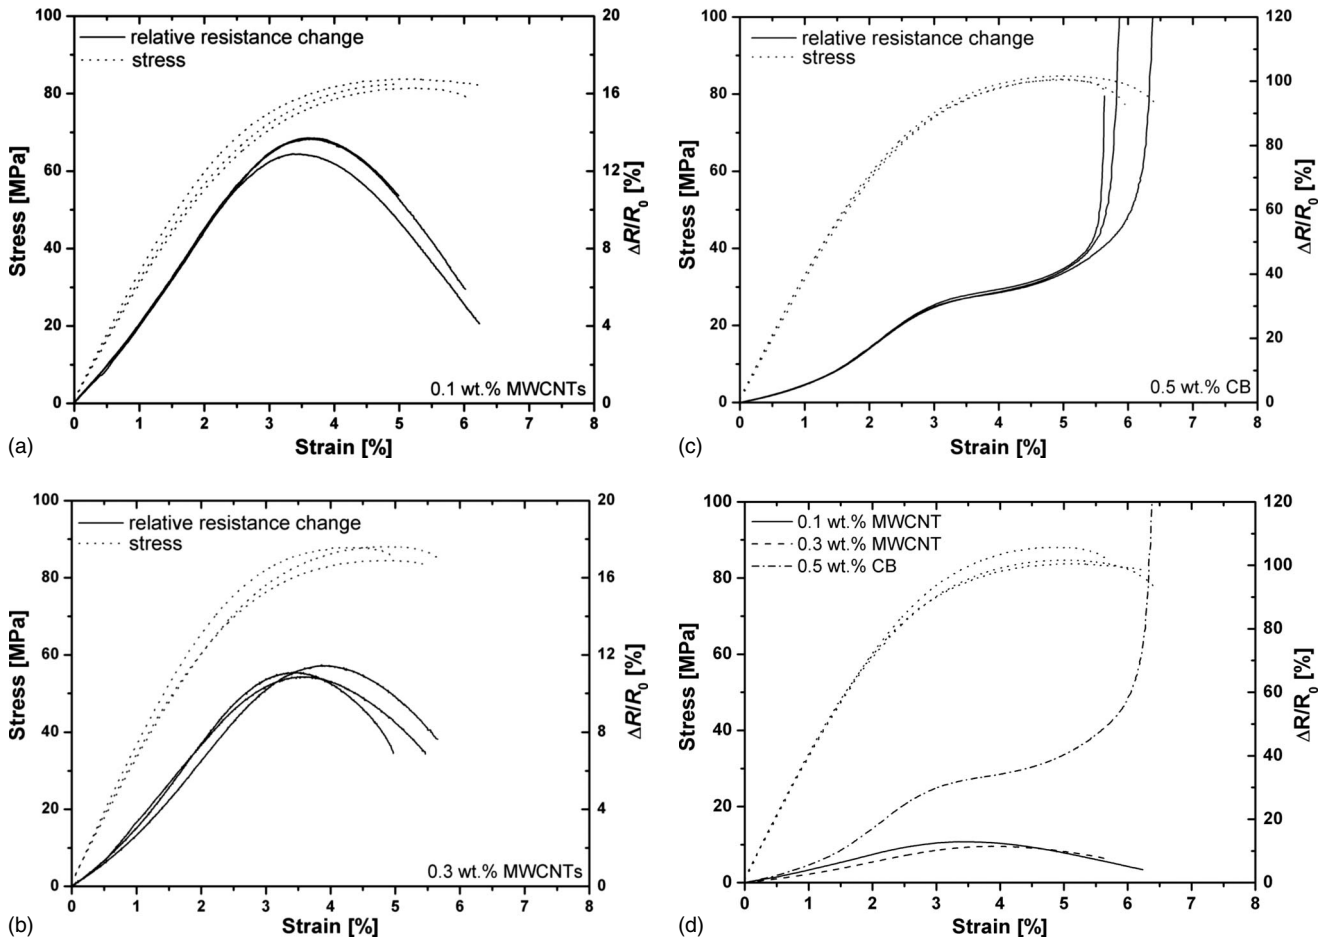 100
80
60
40
20
0
Stress [MPa]
relative resistance change
stress
20
16
12
8
4
0
ΔR/R0 [%]
0.1 wt.% MWCNTs
0 1 2 3 4 5 6 7 8
Strain [%]
(a)
100
80
60
40
20
0
Stress [MPa]
relative resistance change
stress
120
100
80
60
40
20
0
ΔR/R0 [%]
0.5 wt.% CB
0 1 2 3 4 5 6 7 8
Strain [%]
(c)
100
80
60
40
20
0
Stress [MPa]
relative resistance change
stress
20
16
12
8
4
0
ΔR/R0 [%]
0.3 wt.% MWCNTs
0 1 2 3 4 5 6 7 8
Strain [%]
(b)
100
80
60
40
20
0
Stress [MPa]
0.1 wt.% MWCNT
0.3 wt.% MWCNT
0.5 wt.% CB
120
100
80
60
40
20
0
ΔR/R0 [%]
0 1 2 3 4 5 6 7 8
Strain [%]
(d)